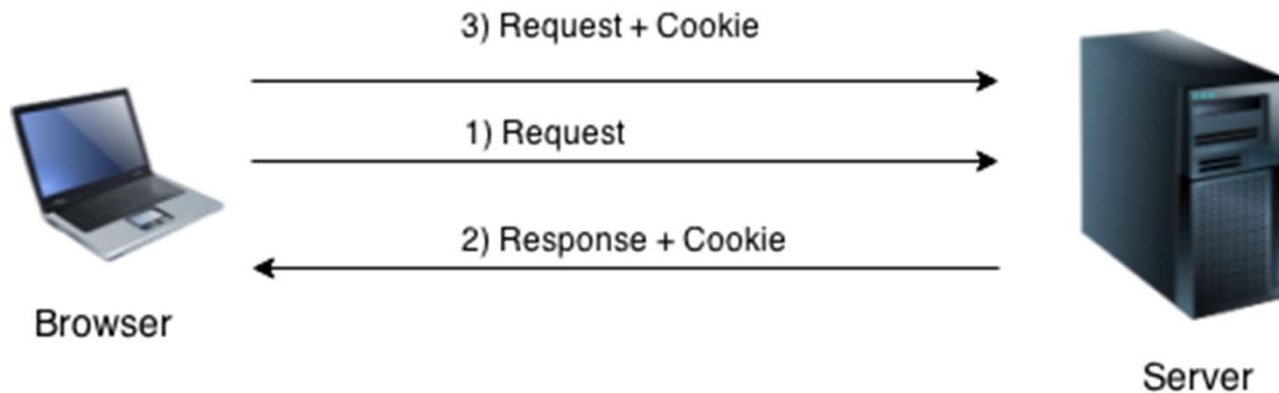 3) Request + Cookie
1) Request
2) Response + Cookie
Browser
Server